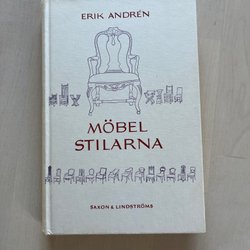 ERIK ANDRÉN
MÖBEL
STILARNA
SAXON & LINDSTRÖMS